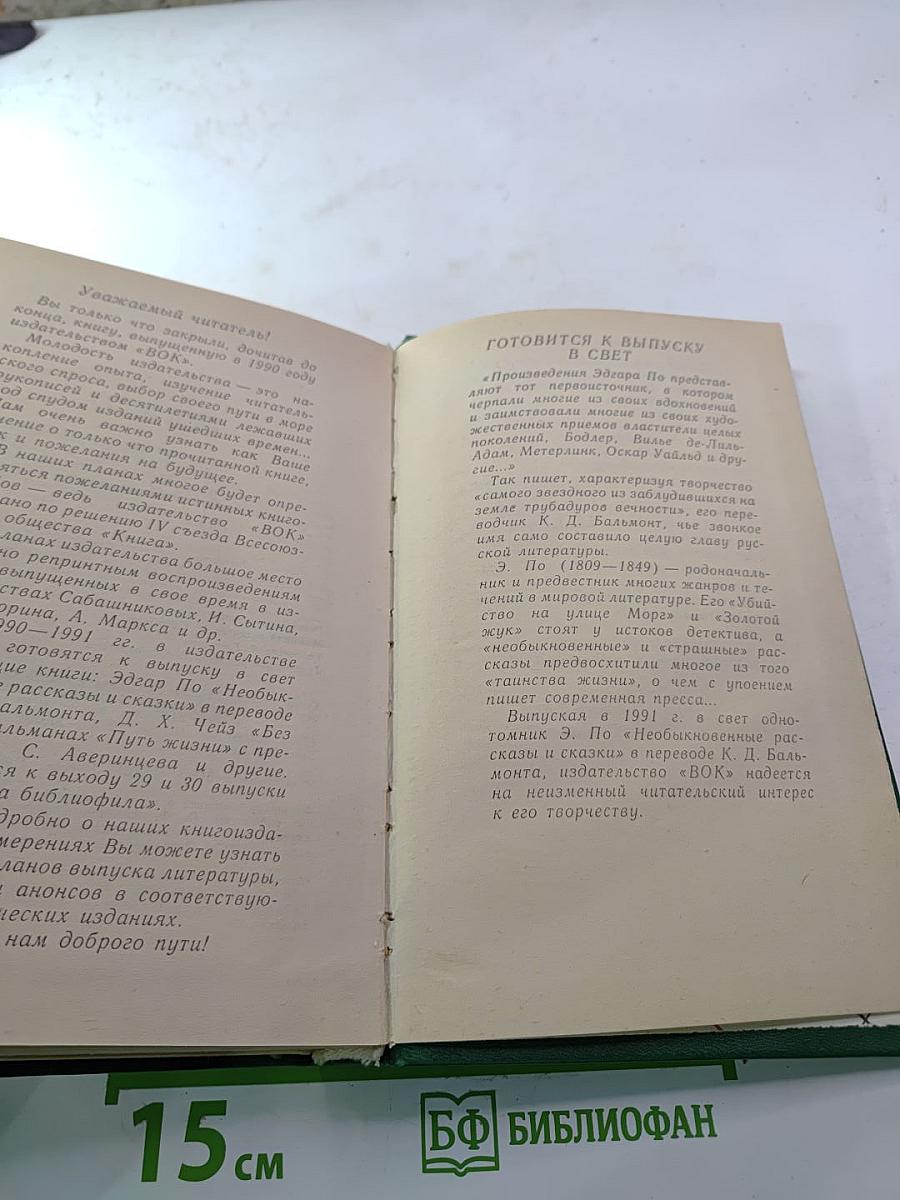 Уважаемый читатель!
Вы только что закрыли, дочитав до
конца, книгу, выпущенную в 1990 году
издательством «ВОК».
Молодость издательства — это на-
копление опыта, изучение читатель-
ского спроса, выбор своего пути в море
рукописей и десятилетиями лежавших
од спудом изданий ушедших времен...
Нам очень важно узнать как Ваше
нение о только что прочитанной книге,
к и пожелания на будущее.
В наших планах многое будет опре-
яться пожеланиями истинных книго-
ов — ведь издательство «ВОК»
ано по решению IV съезда Всесоюз-
общества «Книга».
ланах издательства большое место
но репринтным воспроизведениям
выпущенных в свое время в из-
ствах Сабашниковых, И. Сытина,
орина, А. Маркса и др.
990—1991 гг. в издательстве
готовятся к выпуску в свет
щие книги: Эдгар По «Необык-
е рассказы и сказки» в переводе
альмонта, Д. Х. Чейз «Без
льманах «Путь жизни» с пре-
С. Аверинцева и другие.
ся к выходу 29 и 30 выпуски
а библиофила».
дробно о наших книгоизда-
мерениях Вы можете узнать
ланов выпуска литературы,
и анонсов в соответствую-
ческих изданиях.
нам доброго пути!
ГОТОВИТСЯ К ВЫПУСКУ
В СВЕТ
«Произведения Эдгара По представ-
ляют тот первоисточник, в котором
черпали многие из своих вдохновений
и заимствовали многие из своих худо-
жественных приемов властители целых
поколений, Бодлер, Вилье де-Лиль-
Адам, Метерлинк, Оскар Уайльд и дру-
гие...»
Так пишет, характеризуя творчество
«самого звездного из заблудившихся на
земле трубадуров вечности», его пере-
водчик К. Д. Бальмонт, чье звонкое
имя само составило целую главу рус-
ской литературы.
Э. По (1809—1849) — родоначаль-
ник и предвестник многих жанров и те-
чений в мировой литературе. Его «Убий-
ство на улице Морг» и «Золотой
жук» стоят у истоков детектива, а
«необыкновенные» и «страшные» рас-
сказы предвосхитили многое из того
«таинства жизни», о чем с упоением
пишет современная пресса...
Выпуская в 1991 г. в свет одно-
томник Э. По «Необыкновенные рас-
сказы и сказки» в переводе К. Д. Баль-
монта, издательство «ВОК» надеется
на неизменный читательский интерес
к его творчеству.
15 см
БФ БИБЛИОФАН